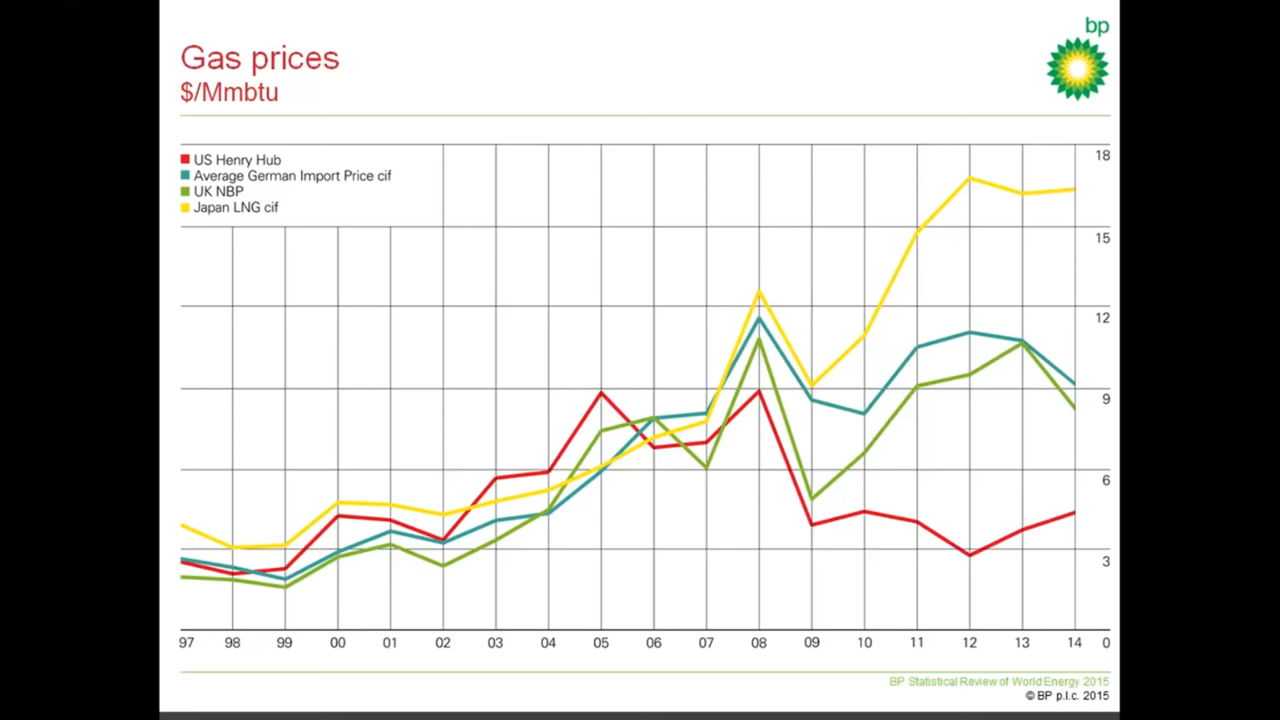 bp
Gas prices
$/Mmbtu
US Henry Hub
Average German Import Price cif
UK NBP
Japan LNG cif
18
15
12
9
6
3
97 98 99 00 01 02 03 04 05 06 07 08 09 10 11 12 13 14 0
BP Statistical Review of World Energy 2015
© BP p.l.c. 2015